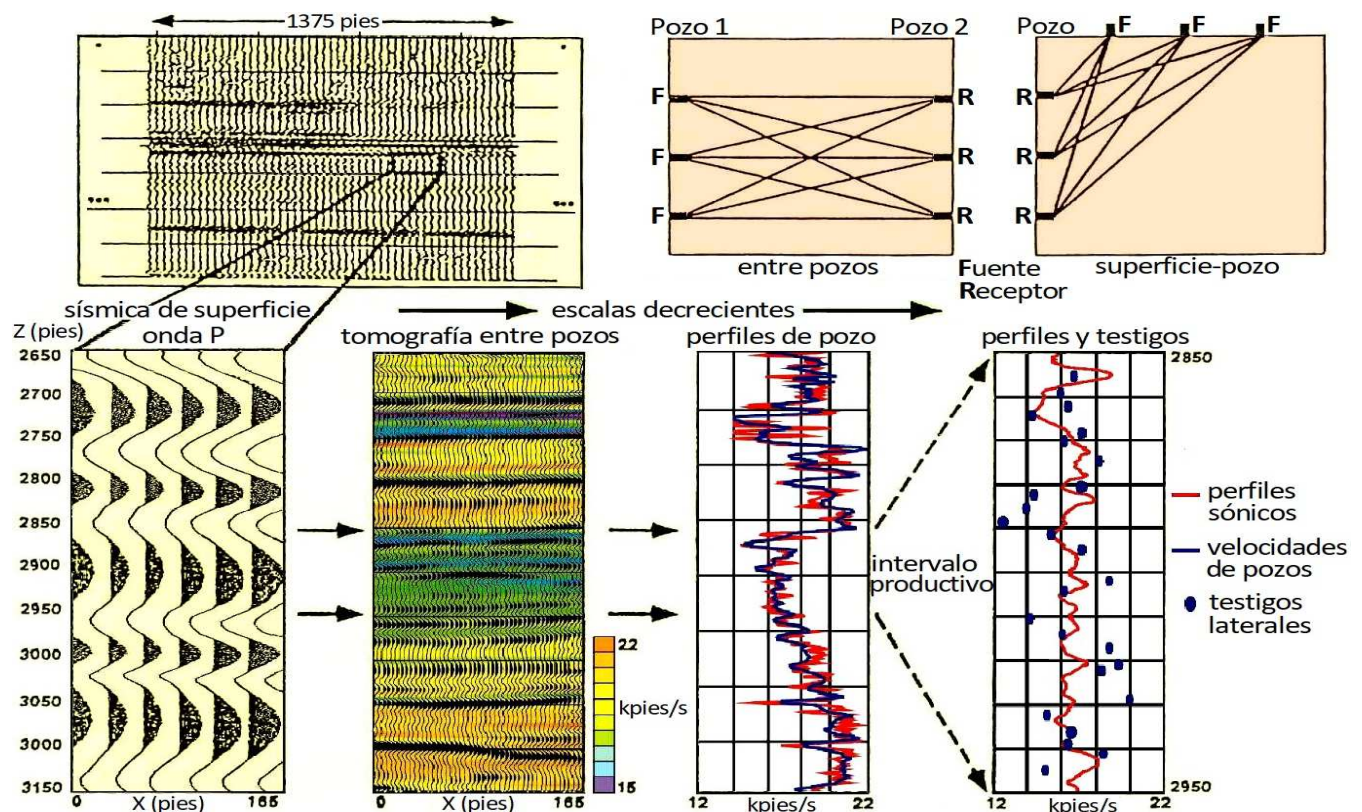 1375 pies
Pozo 1
Pozo 2
Pozo
F
F
F
F
R
R
F
R
R
F
R
R
entre pozos
Fuente
Receptor
superficie-pozo
sísmica de superficie
escalas decrecientes
Z (pies)
onda P
tomografía entre pozos
perfiles de pozo
perfiles y testigos
2650
2700
2750
2800
2850
2900
2950
3000
3050
3000
3150
0
X (pies)
165
0
X (pies)
165
22
kpies/s
15
12
kpies/s
22
intervalo
productivo
2850
2950
12
kpies/s
22
perfiles
sónicos
velocidades
de pozos
testigos
laterales